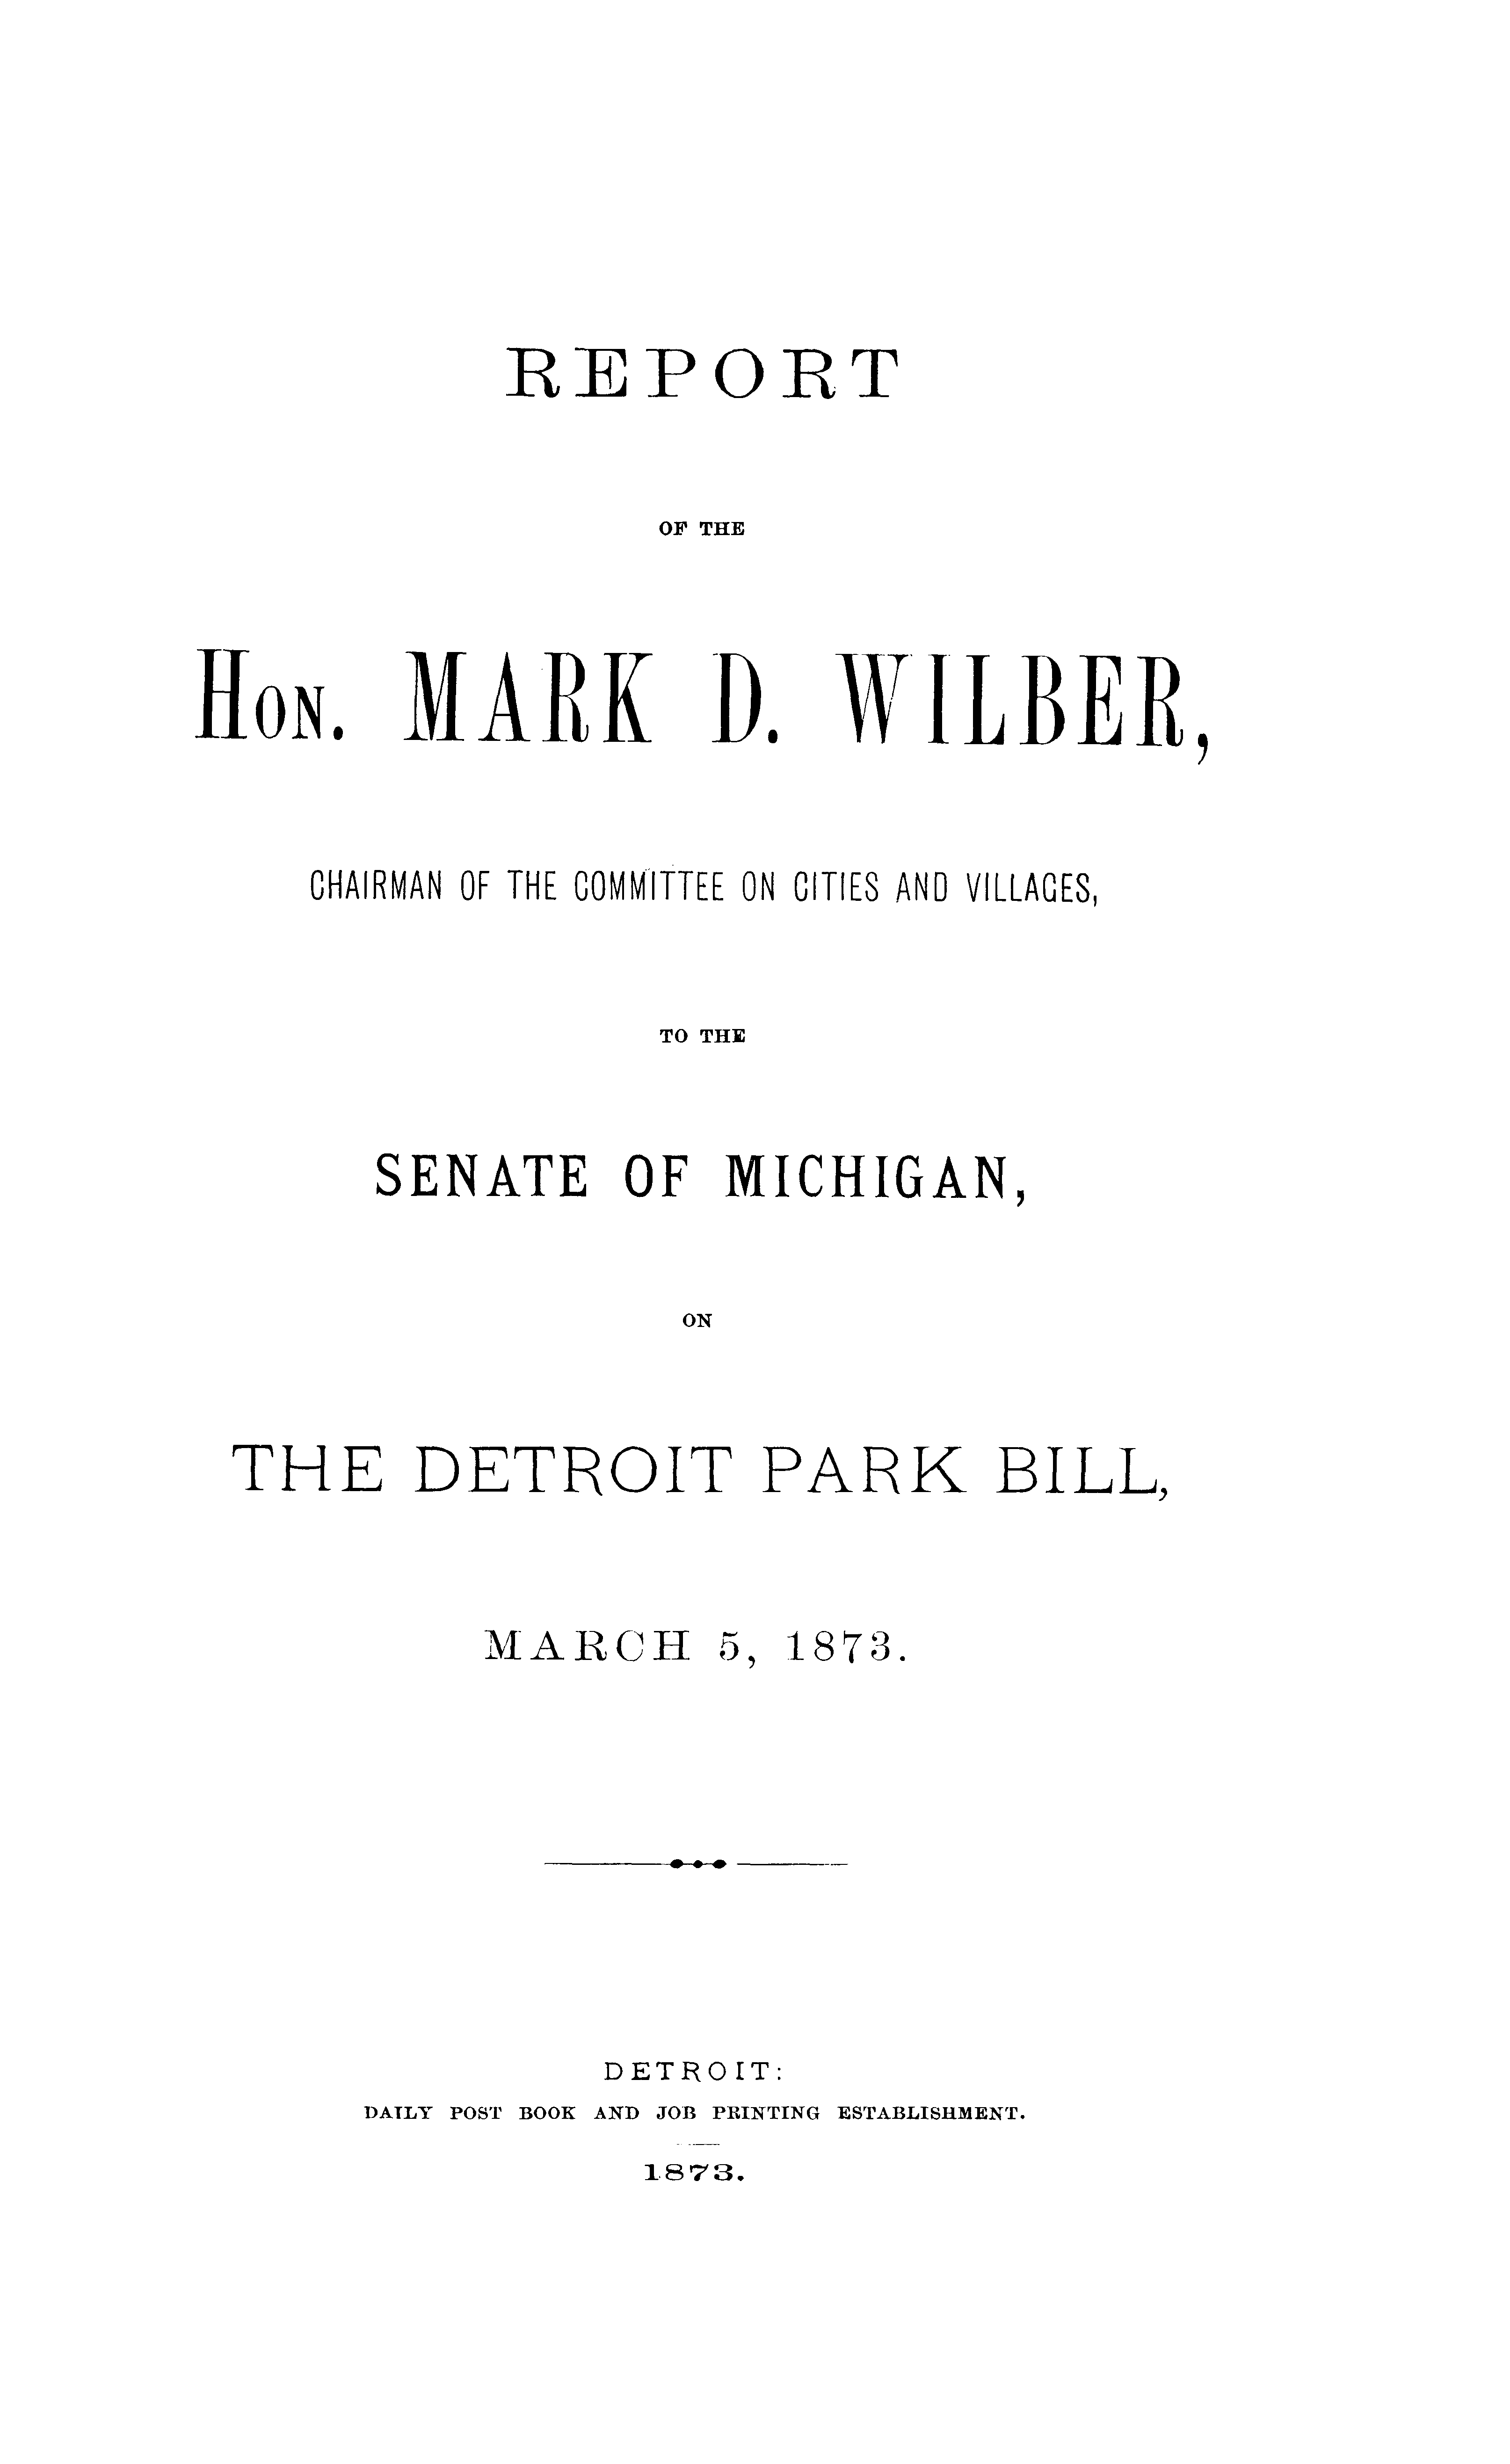 REPORT
OF THE
HON. MARK D. WILBER,
CHAIRMAN OF THE COMMITTEE ON CITIES AND VILLAGES,
TO THE
SENATE OF MICHIGAN,
ON
THE DETROIT PARK BILL,
MARCH 5, 1873.
DETROIT:
DAILY POST BOOK AND JOB PRINTING ESTABLISHMENT.
1873.